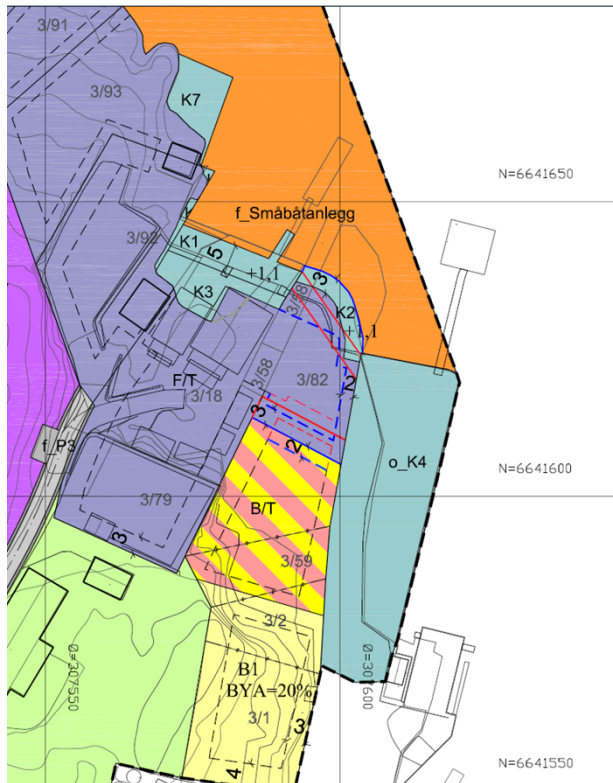 3/91
3/93
K7
N=6641650
f_Småbåtanlegg
3/92
K1
5
+1,1
3
3/98
K2
K3
+1,1
3/58
3/82
F/T
3/18
2
3
f_P3
2
o_K4
N=6641600
3/79
B/T
3
3/59
3/2
Ø=307550
B1
Ø=307600
BYA=20%
3/1
3
4
N=6641550